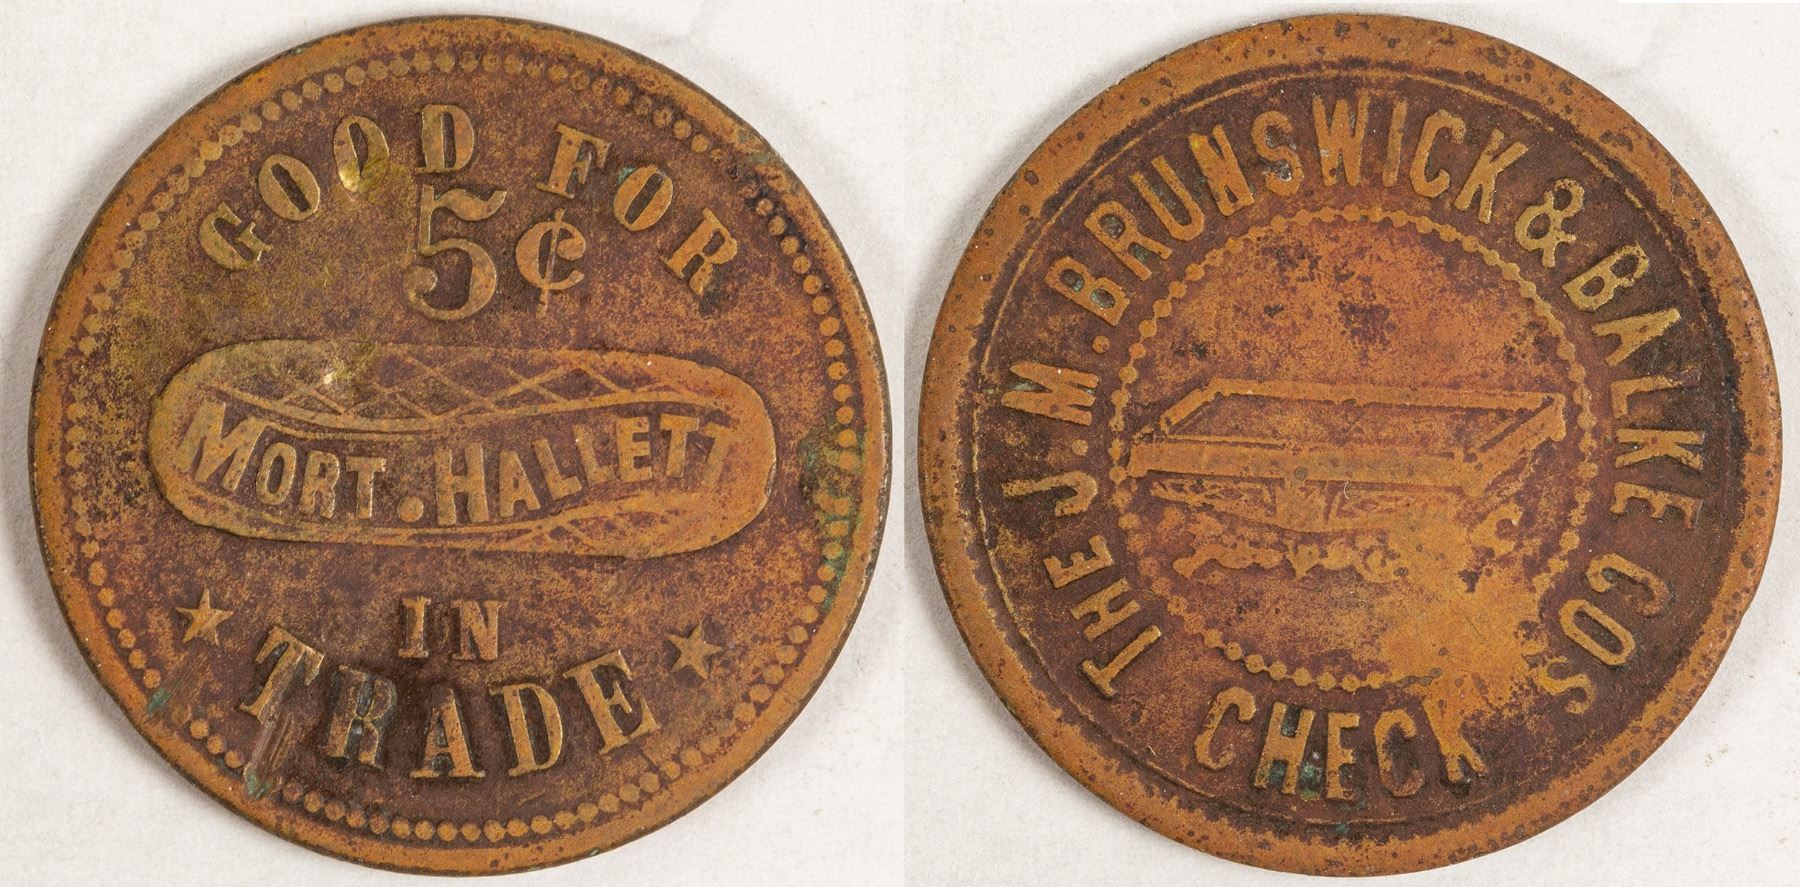 GOOD FOR
5¢
MORT. HALLETT
IN
TRADE
THE J.M. BRUNSWICK & BALKE CO'S
CHECK